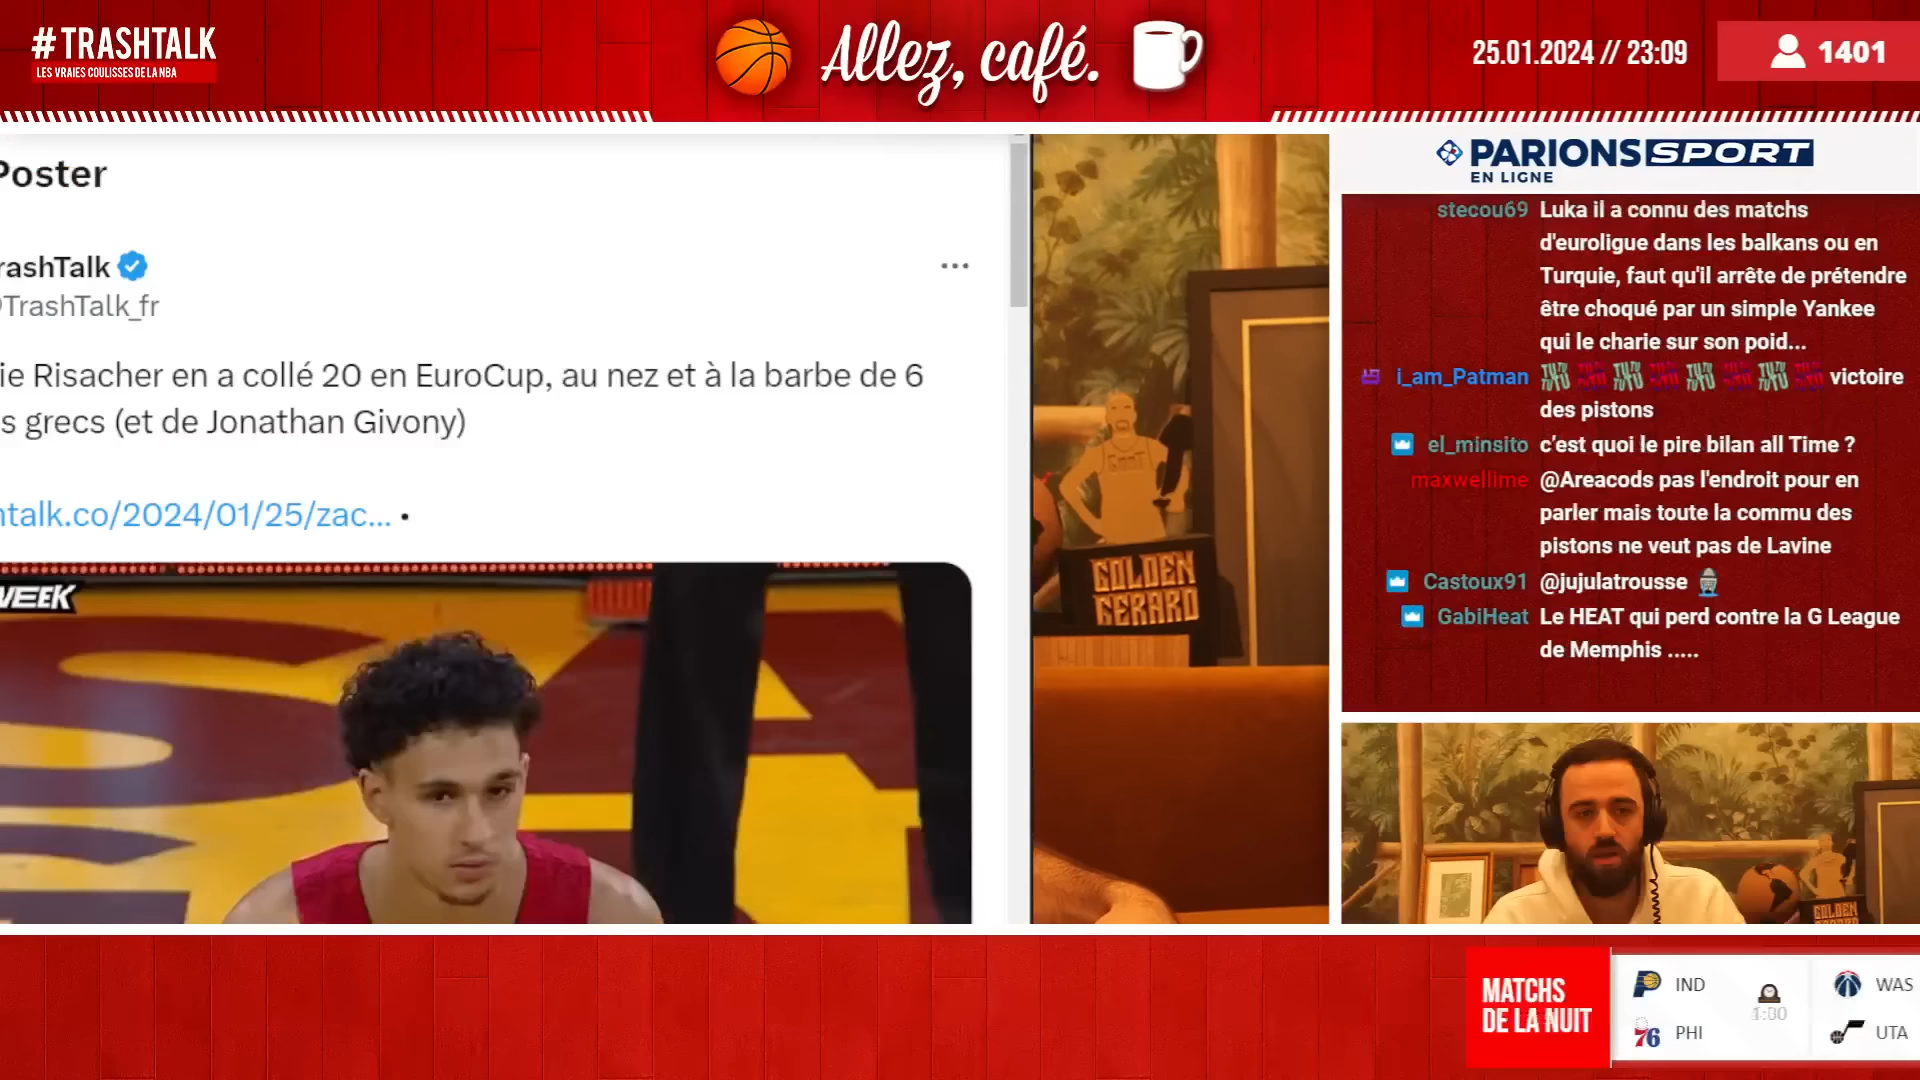 #TRASHTALK
LES VRAIES COULISSES DE LA NBA
Allez, café.
25.01.2024 // 23:09
1401
Poster
rashTalk
@TrashTalk_fr
ie Risacher en a collé 20 en EuroCup, au nez et à la barbe de 6
s grecs (et de Jonathan Givony)
talk.co/2024/01/25/zac... •
WEEK
GOAT
GOLDEN
GERARD
PARIONS SPORT
EN LIGNE
stecou69 Luka il a connu des matchs
d'euroligue dans les balkans ou en
Turquie, faut qu'il arrête de prétendre
être choqué par un simple Yankee
qui le charie sur son poid...
i_am_Patman victoire
des pistons
el_minsito c'est quoi le pire bilan all Time ?
maxwellime @Areacods pas l'endroit pour en
parler mais toute la commu des
pistons ne veut pas de Lavine
Castoux91 @jujulatrousse
GabiHeat Le HEAT qui perd contre la G League
de Memphis .....
GOLDEN
MATCHS
DE LA NUIT
IND
PHI
1:00
WAS
UTA